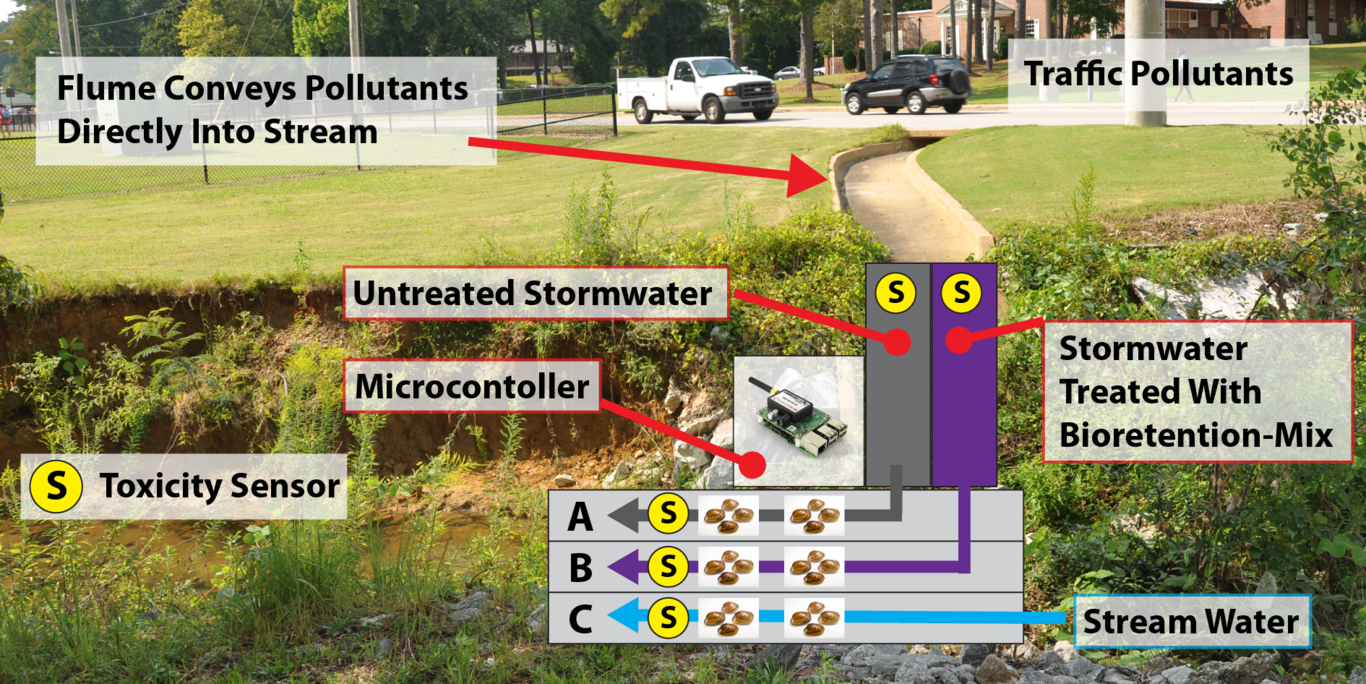 Flume Conveys Pollutants
Directly Into Stream
Traffic Pollutants
Untreated Stormwater
S
S
Microcontoller
Stormwater
Treated With
Bioretention-Mix
S
Toxicity Sensor
A
S
B
S
C
S
Stream Water